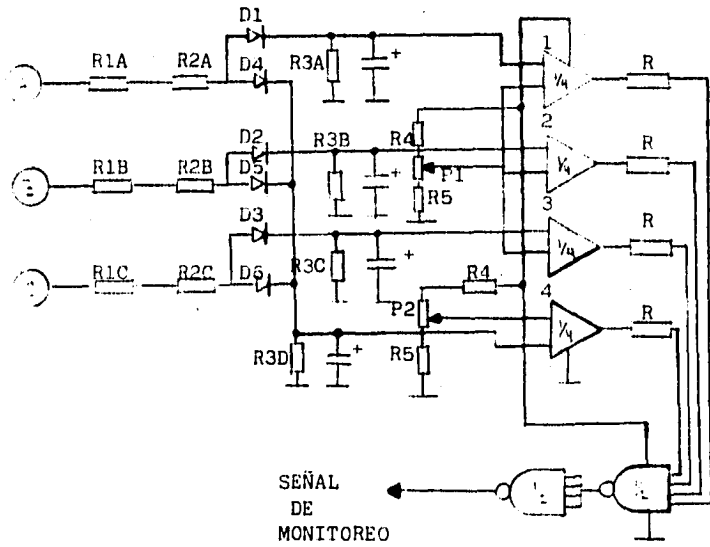 D1
R1A R2A R3A
D4
1
¼
R
D2
R3B
R4
2
R1B R2B
D5
P1
¼
R
R5
D3
3
R1C R2C R3C
D6
R4
¼
R
P2
4
R3D
R5
¼
R
SEÑAL
DE
MONITOREO